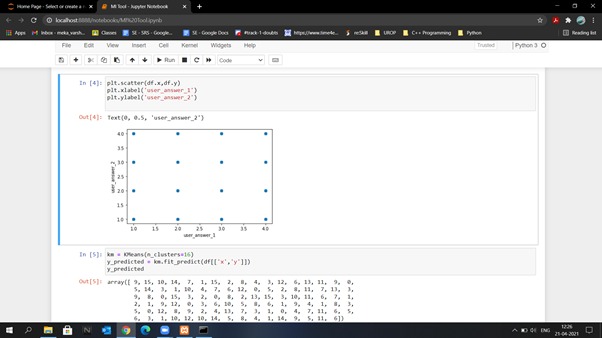 Home Page - Select or create a n
MI Tool - Jupyter Notebook
localhost:8888/notebooks/MI%20Tool.ipynb
Apps
Classes
SE - SRS - Google...
SE - Google Docs
#track-1-doubts
https://www.time4e...
recSkill
UROP
C++ Programming
Python
Reading list
File Edit View Insert Cell Kernel Widgets Help
Trusted
Python 3
Run
Code
In [4]: plt.scatter(df.x,df.y)
plt.xlabel('user_answer_1')
plt.ylabel('user_answer_2')
Out[4]: Text(0, 0.5, 'user_answer_2')
4.0
3.5
3.0
2.5
2.0
1.5
1.0
user_answer_2
1.0 1.5 2.0 2.5 3.0 3.5 4.0
user_answer_1
In [5]: km = KMeans(n_clusters=16)
y_predicted = km.fit_predict(df[['x','y']])
y_predicted
Out[5]: array([ 9, 15, 10, 14, 7, 1, 15, 2, 8, 4, 3, 12, 6, 13, 11, 9, 0,
5, 14, 3, 1, 10, 4, 7, 6, 12, 0, 5, 2, 8, 11, 7, 13, 3,
9, 8, 0, 15, 3, 2, 0, 8, 2, 13, 15, 3, 10, 11, 6, 7, 1,
2, 1, 9, 12, 0, 3, 6, 10, 5, 8, 6, 1, 9, 4, 1, 8, 3,
5, 0, 12, 8, 9, 2, 4, 13, 7, 3, 1, 0, 4, 7, 11, 6, 5,
6, 3, 1, 10, 12, 10, 14, 5, 8, 4, 1, 14, 9, 5, 11, 6])
ENG
12:26
21-04-2021